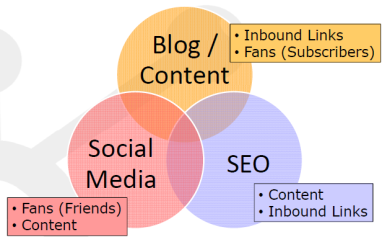 Blog /
Content
• Inbound Links
• Fans (Subscribers)
Social
Media
SEO
• Fans (Friends)
• Content
• Content
• Inbound Links